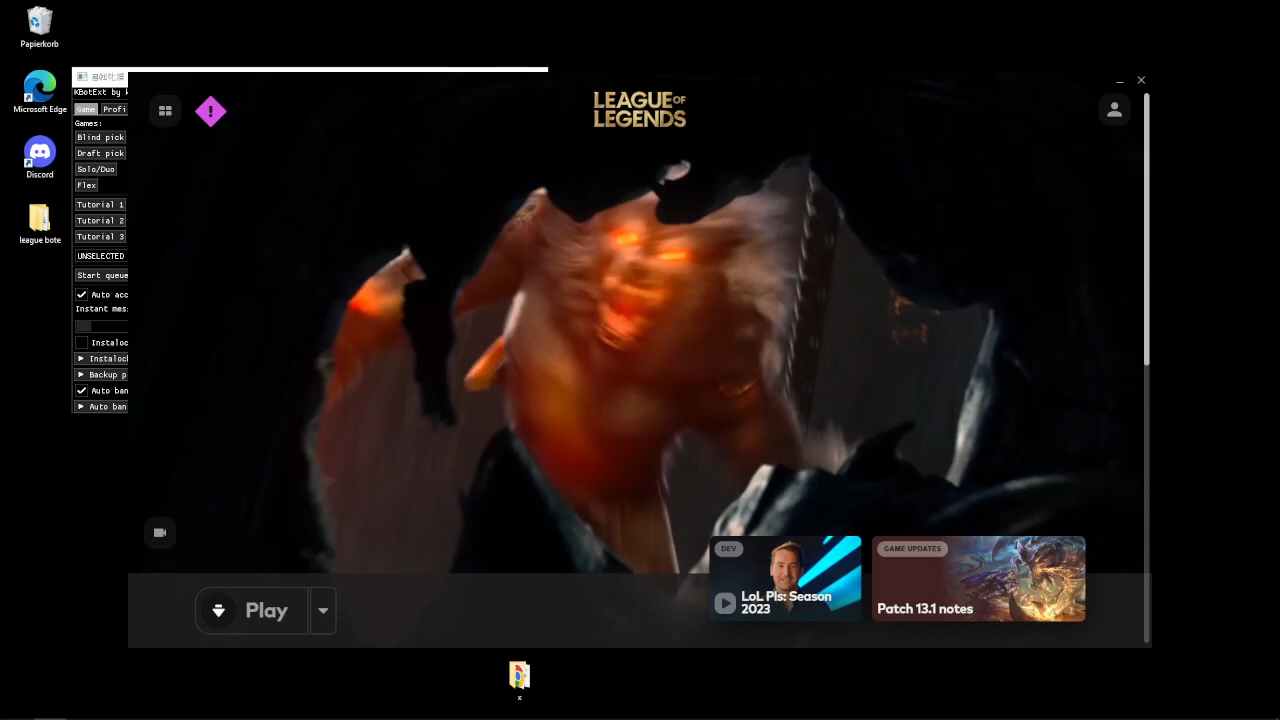 Papierkorb
Microsoft Edge
Discord
league bote
KBotExt by
Game
Profi
Games:
Blind pick
Draft pick
Solo/Duo
Flex
Tutorial 1
Tutorial 2
Tutorial 3
UNSELECTED
Start queue
Auto acc
Instant mes
Instaloc
Instaloc
Backup p
Auto ban
Auto ban
LEAGUE OF
LEGENDS
Play
DEV
LoL Pls: Season
2023
GAME UPDATES
Patch 13.1 notes
x